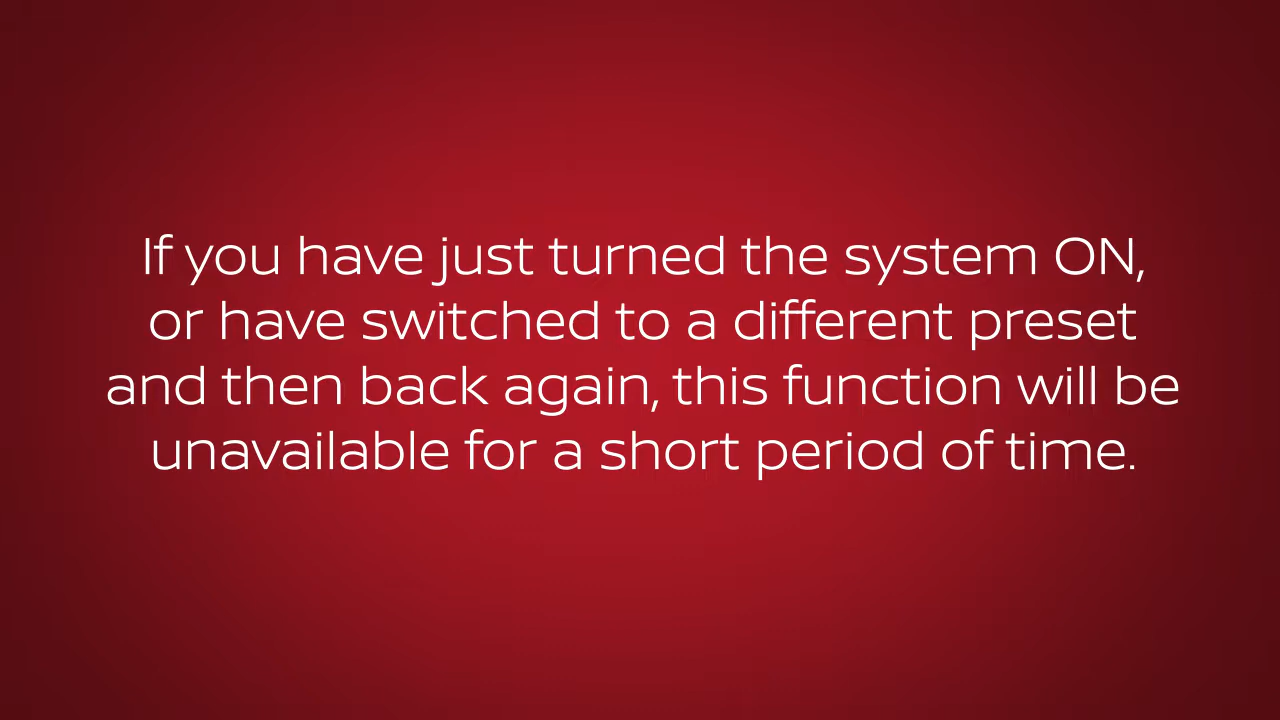 If you have just turned the system ON,
or have switched to a different preset
and then back again, this function will be
unavailable for a short period of time.